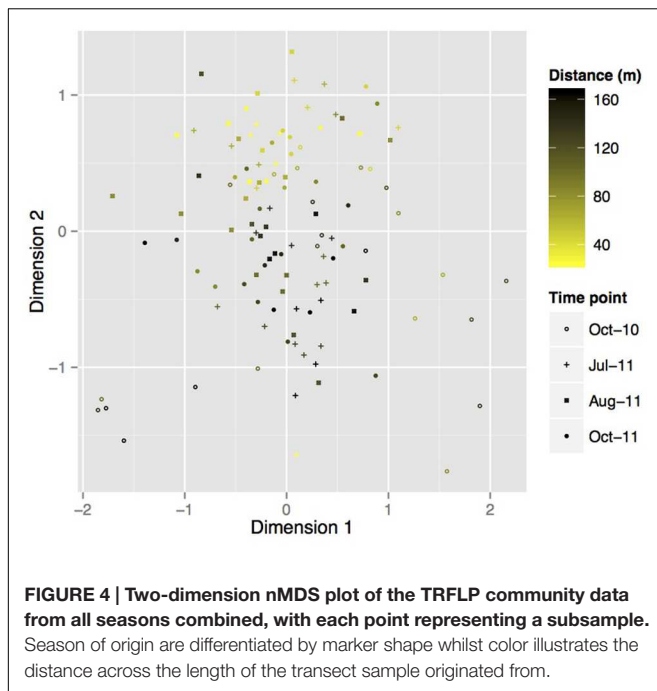 Distance (m)
160
120
80
40
Time point
Oct-10
Jul-11
Aug-11
Oct-11
1
0
−1
Dimension 2
−2
−1
0
1
2
Dimension 1
FIGURE 4 | Two-dimension nMDS plot of the TRFLP community data
from all seasons combined, with each point representing a subsample.
Season of origin are differentiated by marker shape whilst color illustrates the
distance across the length of the transect sample originated from.